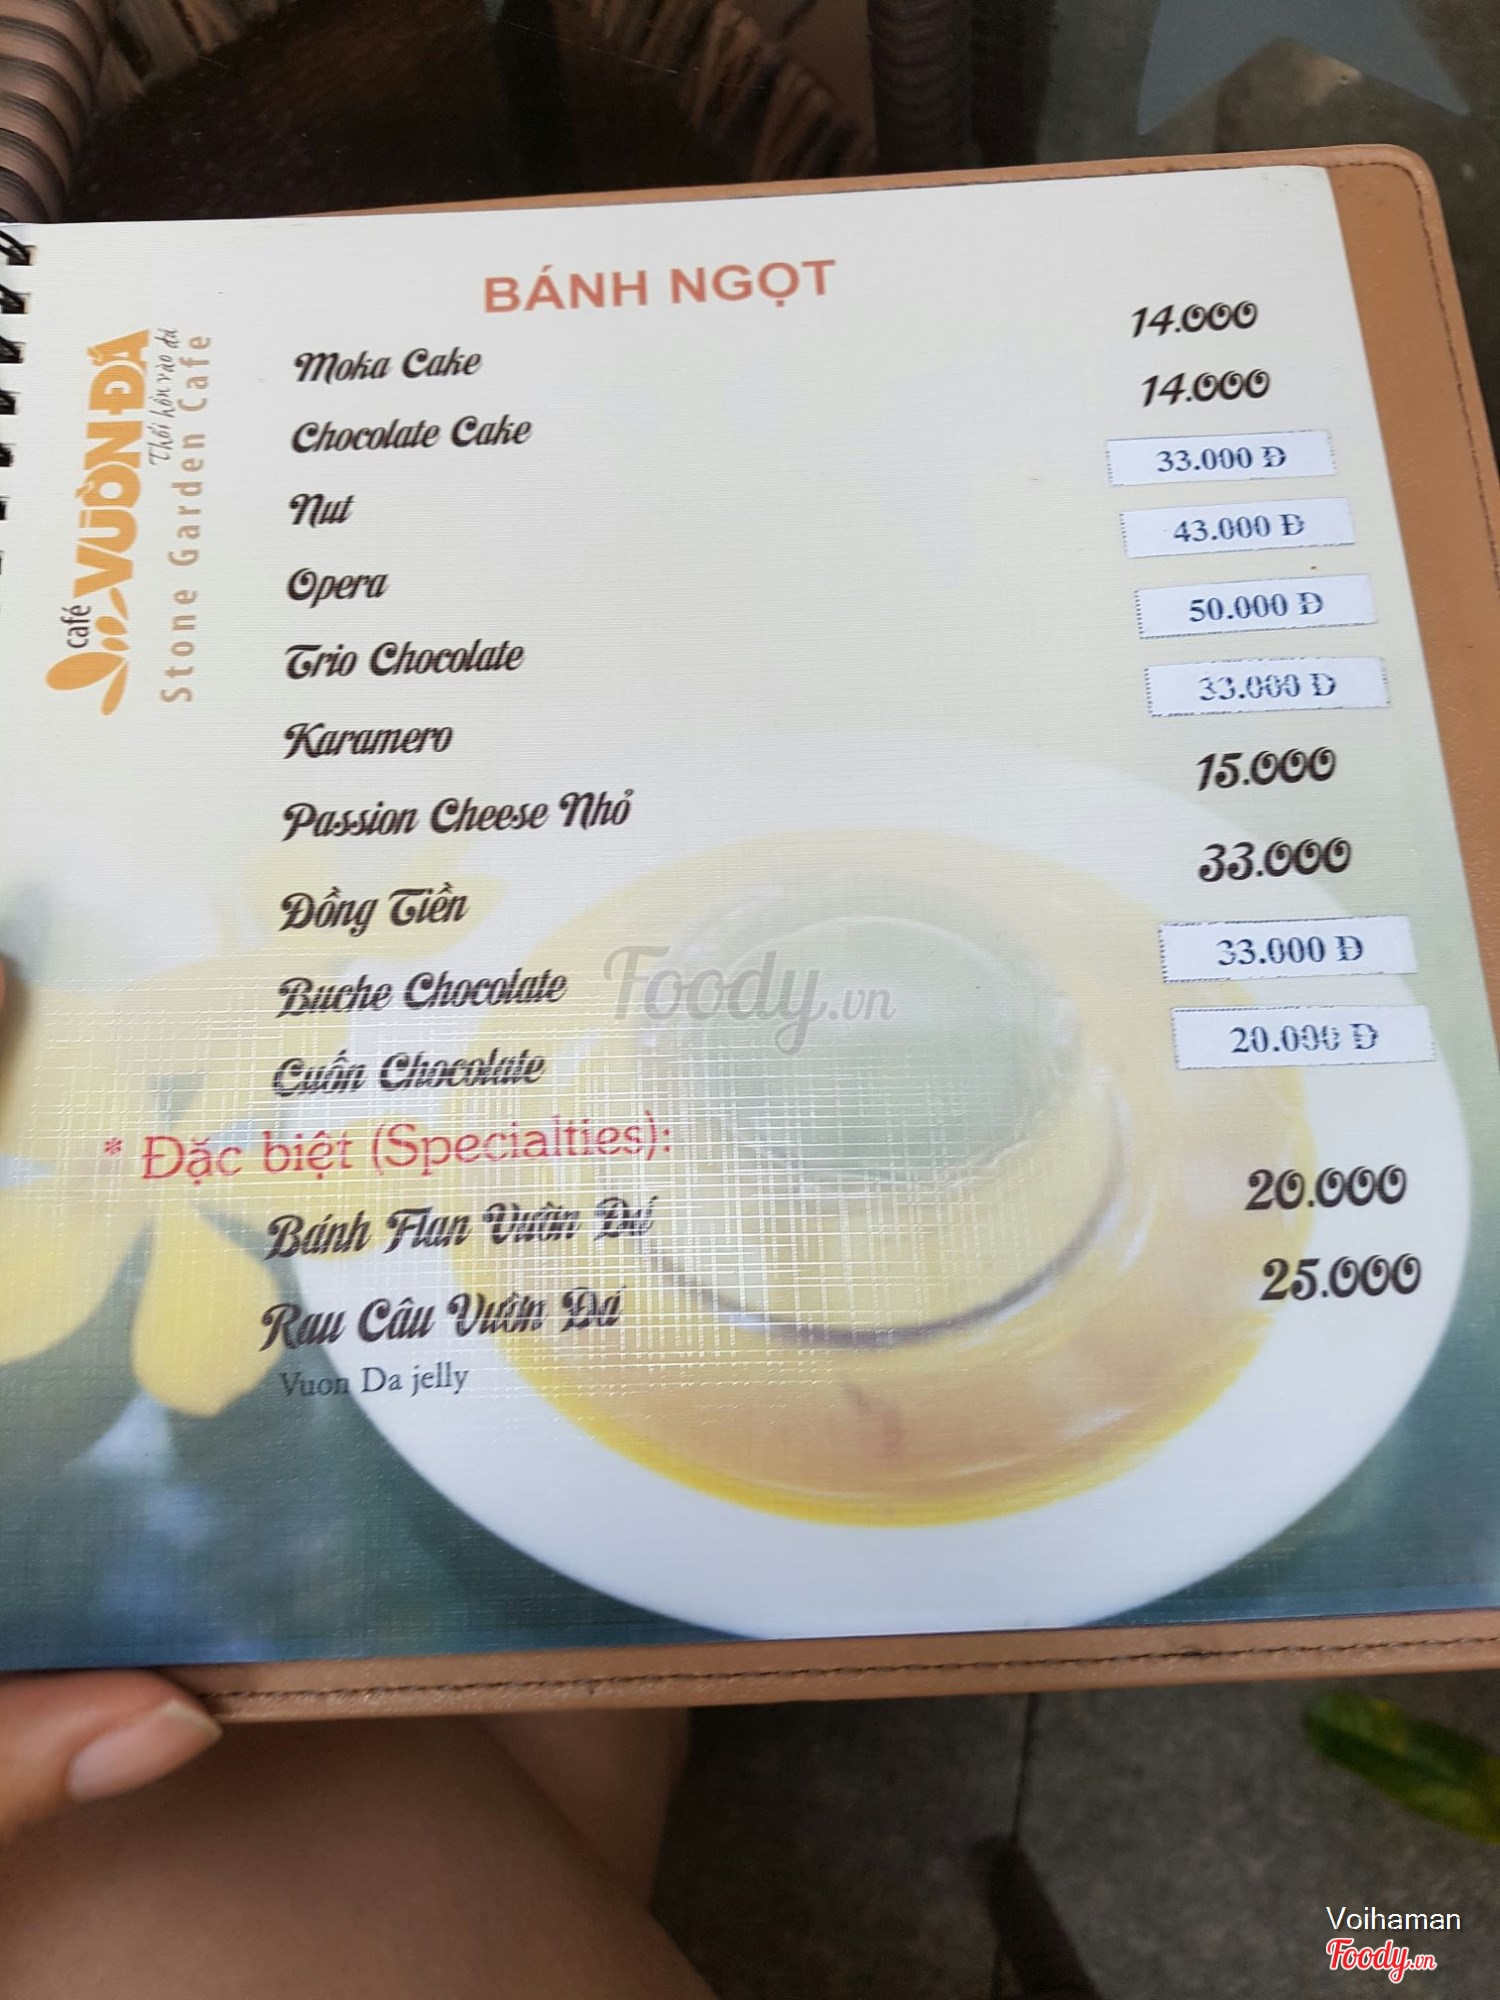 BÁNH NGỌT
Moka Cake 14.000
Chocolate Cake 14.000
Nut 33.000 Đ
Opera 43.000 Đ
Trio Chocolate 50.000 Đ
Karamero 33.000 Đ
Passion Cheese Nhỏ 15.000
Đồng Tiền 33.000
Buche Chocolate 33.000 Đ
Cuốn Chocolate 20.000 Đ
* Đặc biệt (Specialties):
Bánh Flan Vườn Đá 20.000
Rau Câu Vườn Đá 25.000
Vuon Da jelly
café VƯỜN ĐÁ
Thổi hồn vào đá
Stone Garden Cafe
Foody.vn
Voihaman
Foody.vn